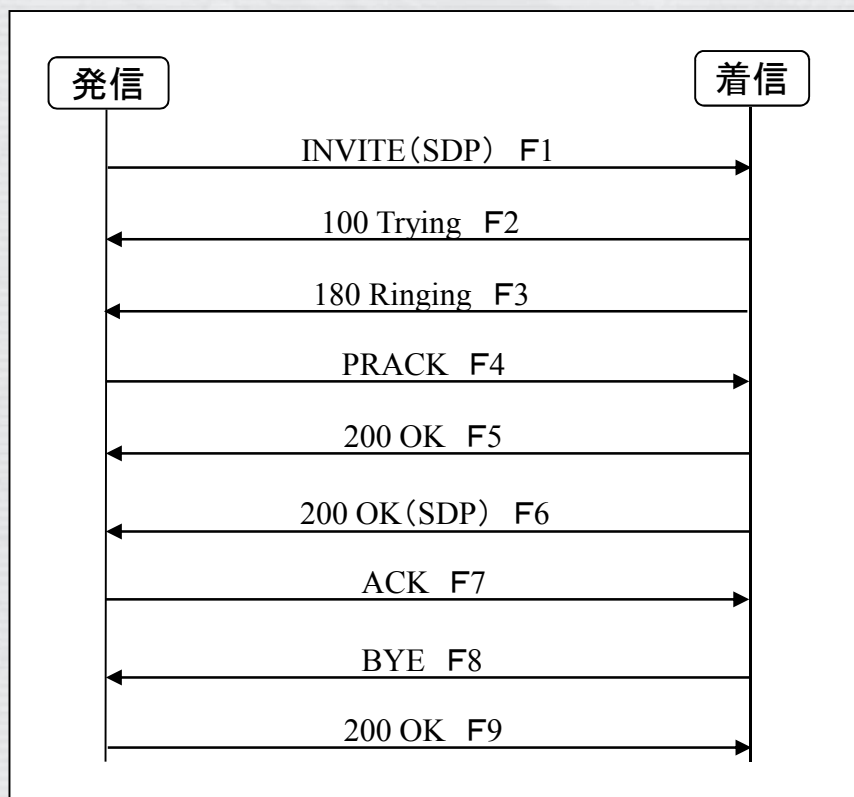 発信
着信
INVITE（SDP） F1
100 Trying F2
180 Ringing F3
PRACK F4
200 OK F5
200 OK（SDP） F6
ACK F7
BYE F8
200 OK F9